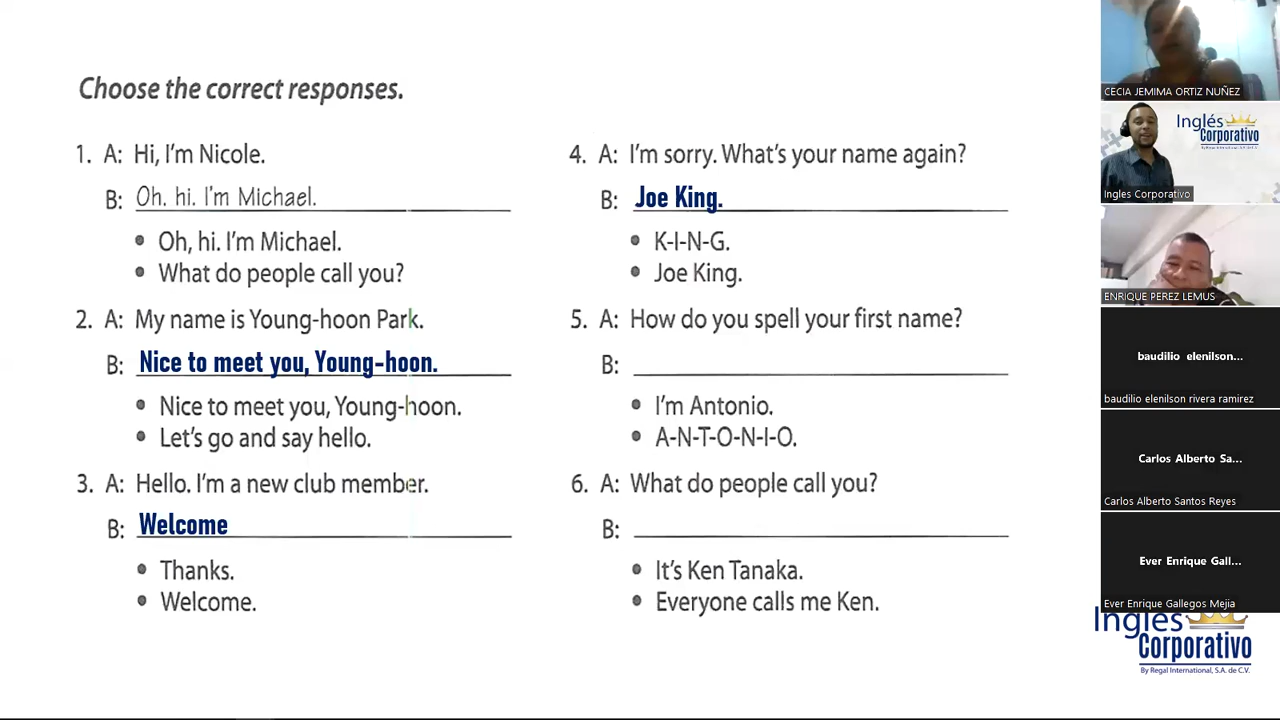 Choose the correct responses.
1. A: Hi, I'm Nicole.
B: Oh. hi. I'm Michael.
• Oh, hi. I'm Michael.
• What do people call you?
2. A: My name is Young-hoon Park.
B: Nice to meet you, Young-hoon.
• Nice to meet you, Young-hoon.
• Let's go and say hello.
3. A: Hello. I'm a new club member.
B: Welcome
• Thanks.
• Welcome.
4. A: I'm sorry. What's your name again?
B: Joe King.
• K-I-N-G.
• Joe King.
5. A: How do you spell your first name?
B:
• I'm Antonio.
• A-N-T-O-N-I-O.
6. A: What do people call you?
B:
• It's Ken Tanaka.
• Everyone calls me Ken.
CECIA JEMIMA ORTIZ NUÑEZ
Inglés
Corporativo
By Regal International, S.A. de C.V.
Ingles Corporativo
ENRIQUE PEREZ LEMUS
baudilio elenilson...
baudilio elenilson rivera ramirez
Carlos Alberto Sa...
Carlos Alberto Santos Reyes
Ever Enrique Gall...
Ever Enrique Gallegos Mejia
Inglés
Corporativo
By Regal International, S.A. de C.V.